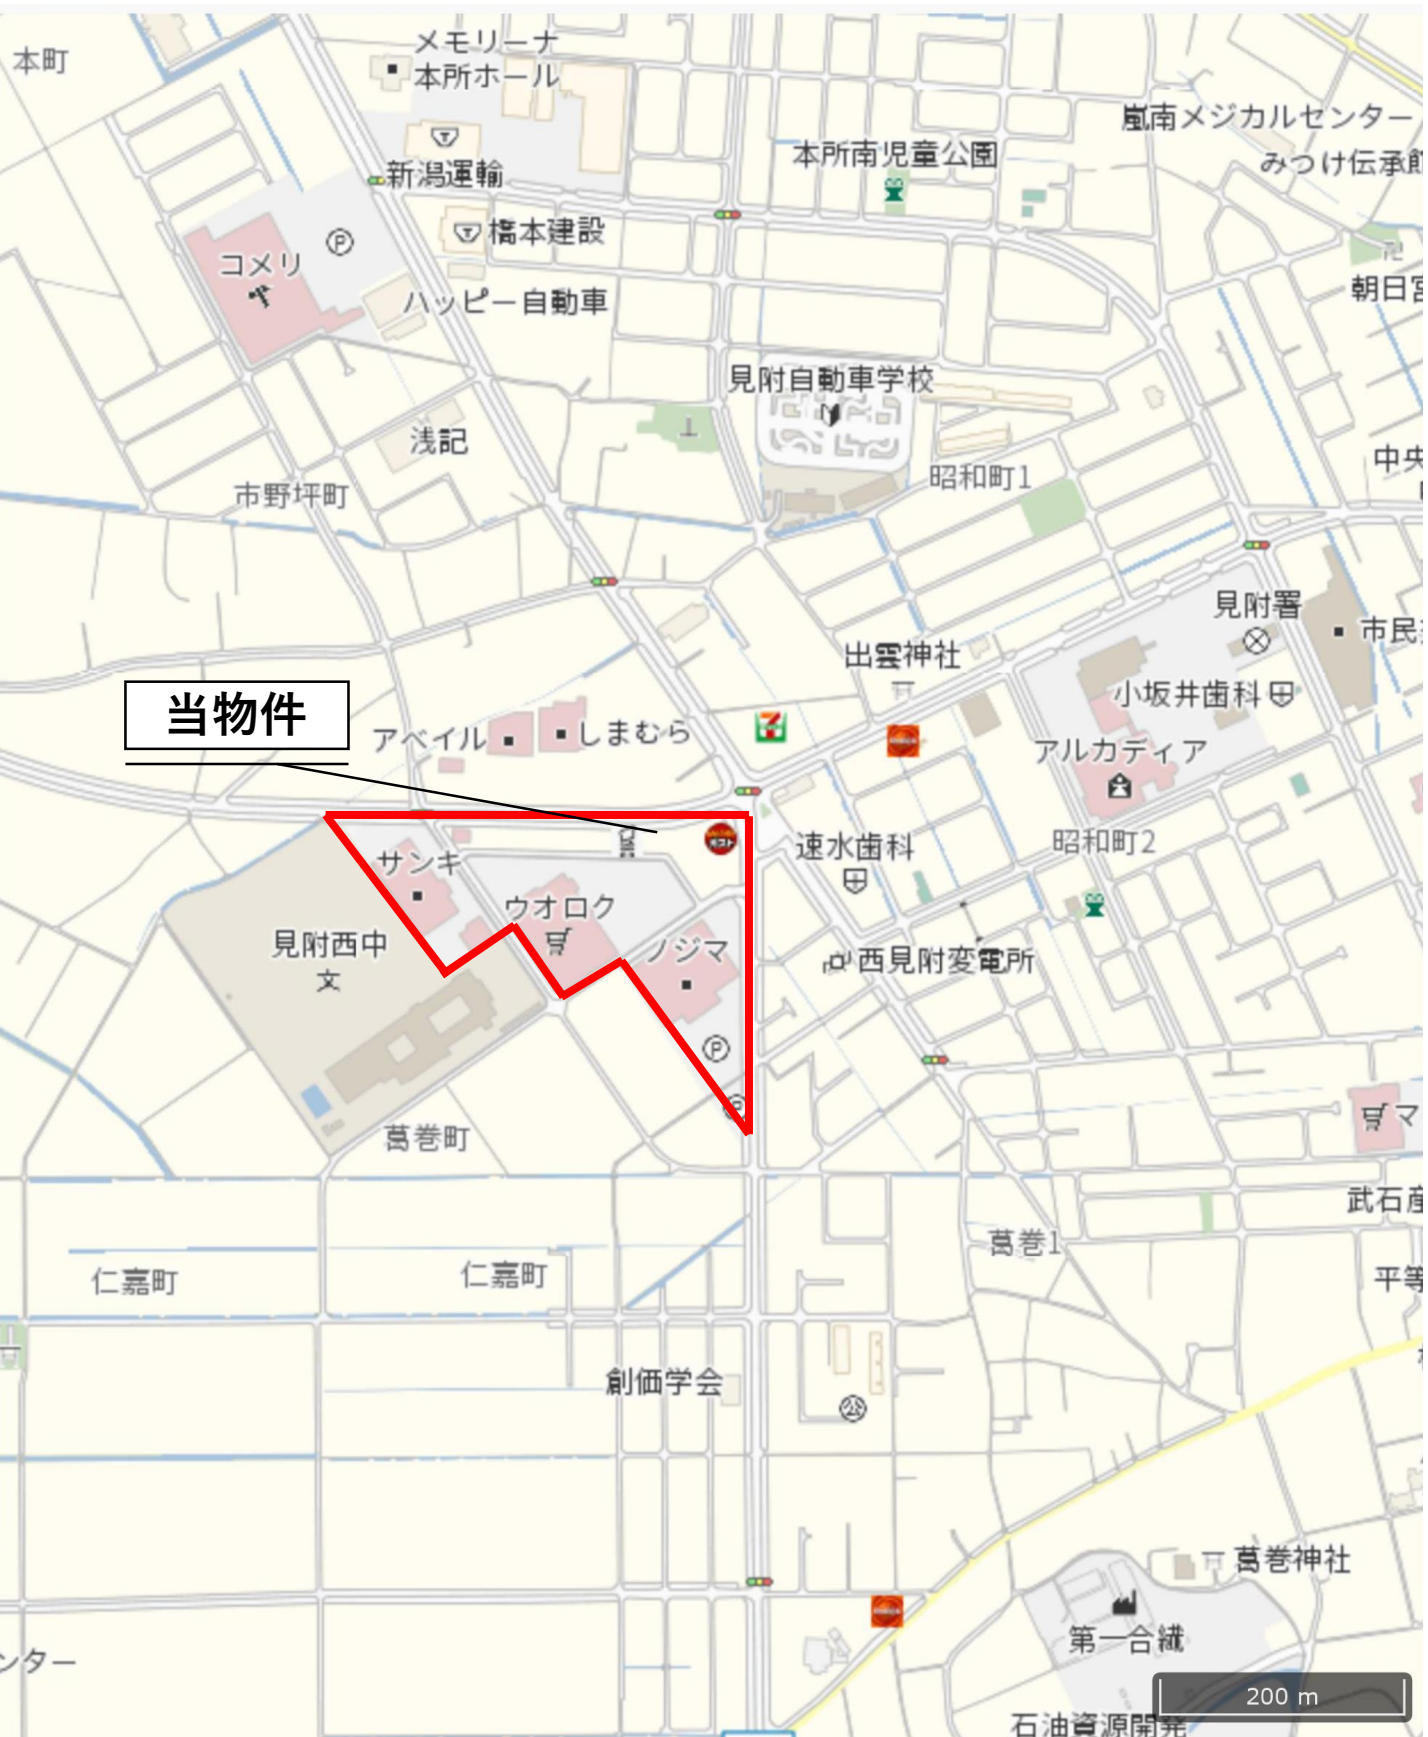 本町
メモリーナ
本所ホール
嵐南メジカルセンター
本所南児童公園
みつけ伝承館
新潟運輸
P
橋本建設
コメリ
朝日宮
ハッピー自動車
見附自動車学校
浅記
中央
昭和町1
市野坪町
見附署
市民
出雲神社
小坂井歯科
当物件
アベイル
しまむら
7
アルカディア
昭和町2
速水歯科
サンキ
ウオロク
見附西中
文
ノジマ
西見附変電所
P
P
マ
葛巻町
武石産
葛巻1
仁嘉町
仁嘉町
平等
創価学会
公
葛巻神社
第一合繊
ンター
200 m
石油資源開発